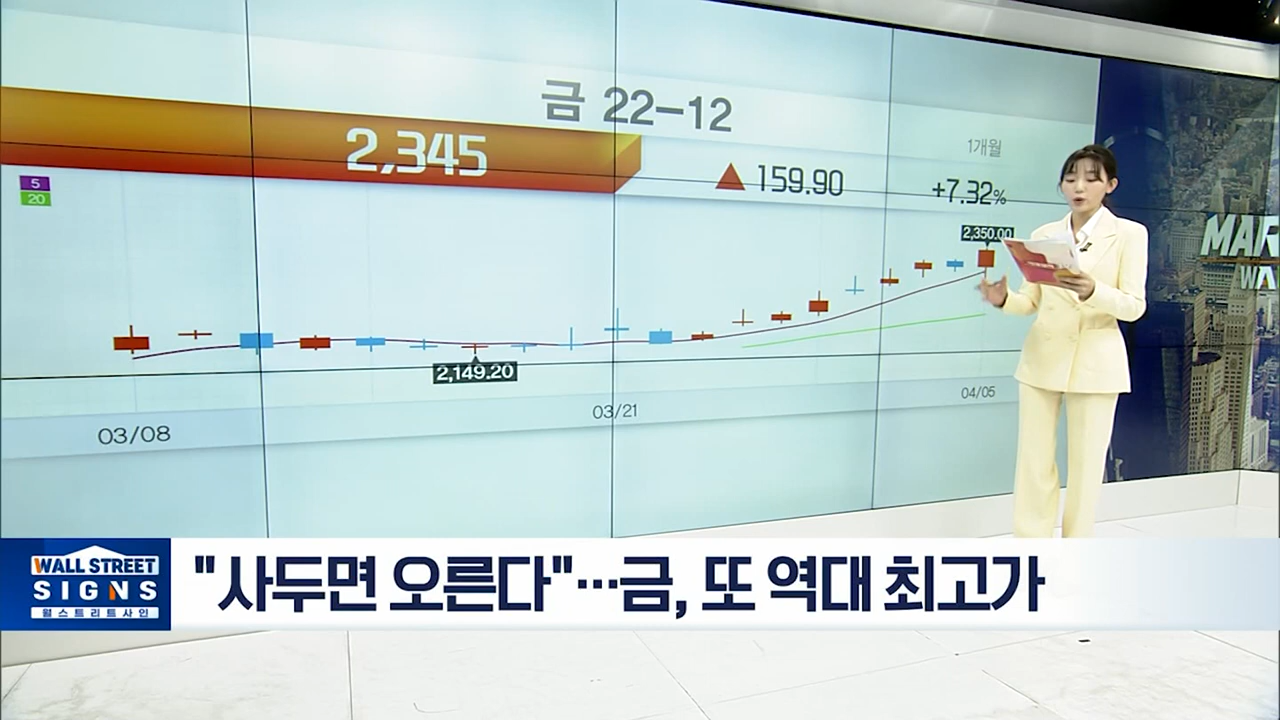 금 22-12
2,345
▲ 159.90
1개월
+7.32%
5
20
2,350.00
2,149.20
03/08
03/21
04/05
MAR
WA
WALL STREET
SIGNS
월스트리트사인
"사두면 오른다"…금, 또 역대 최고가